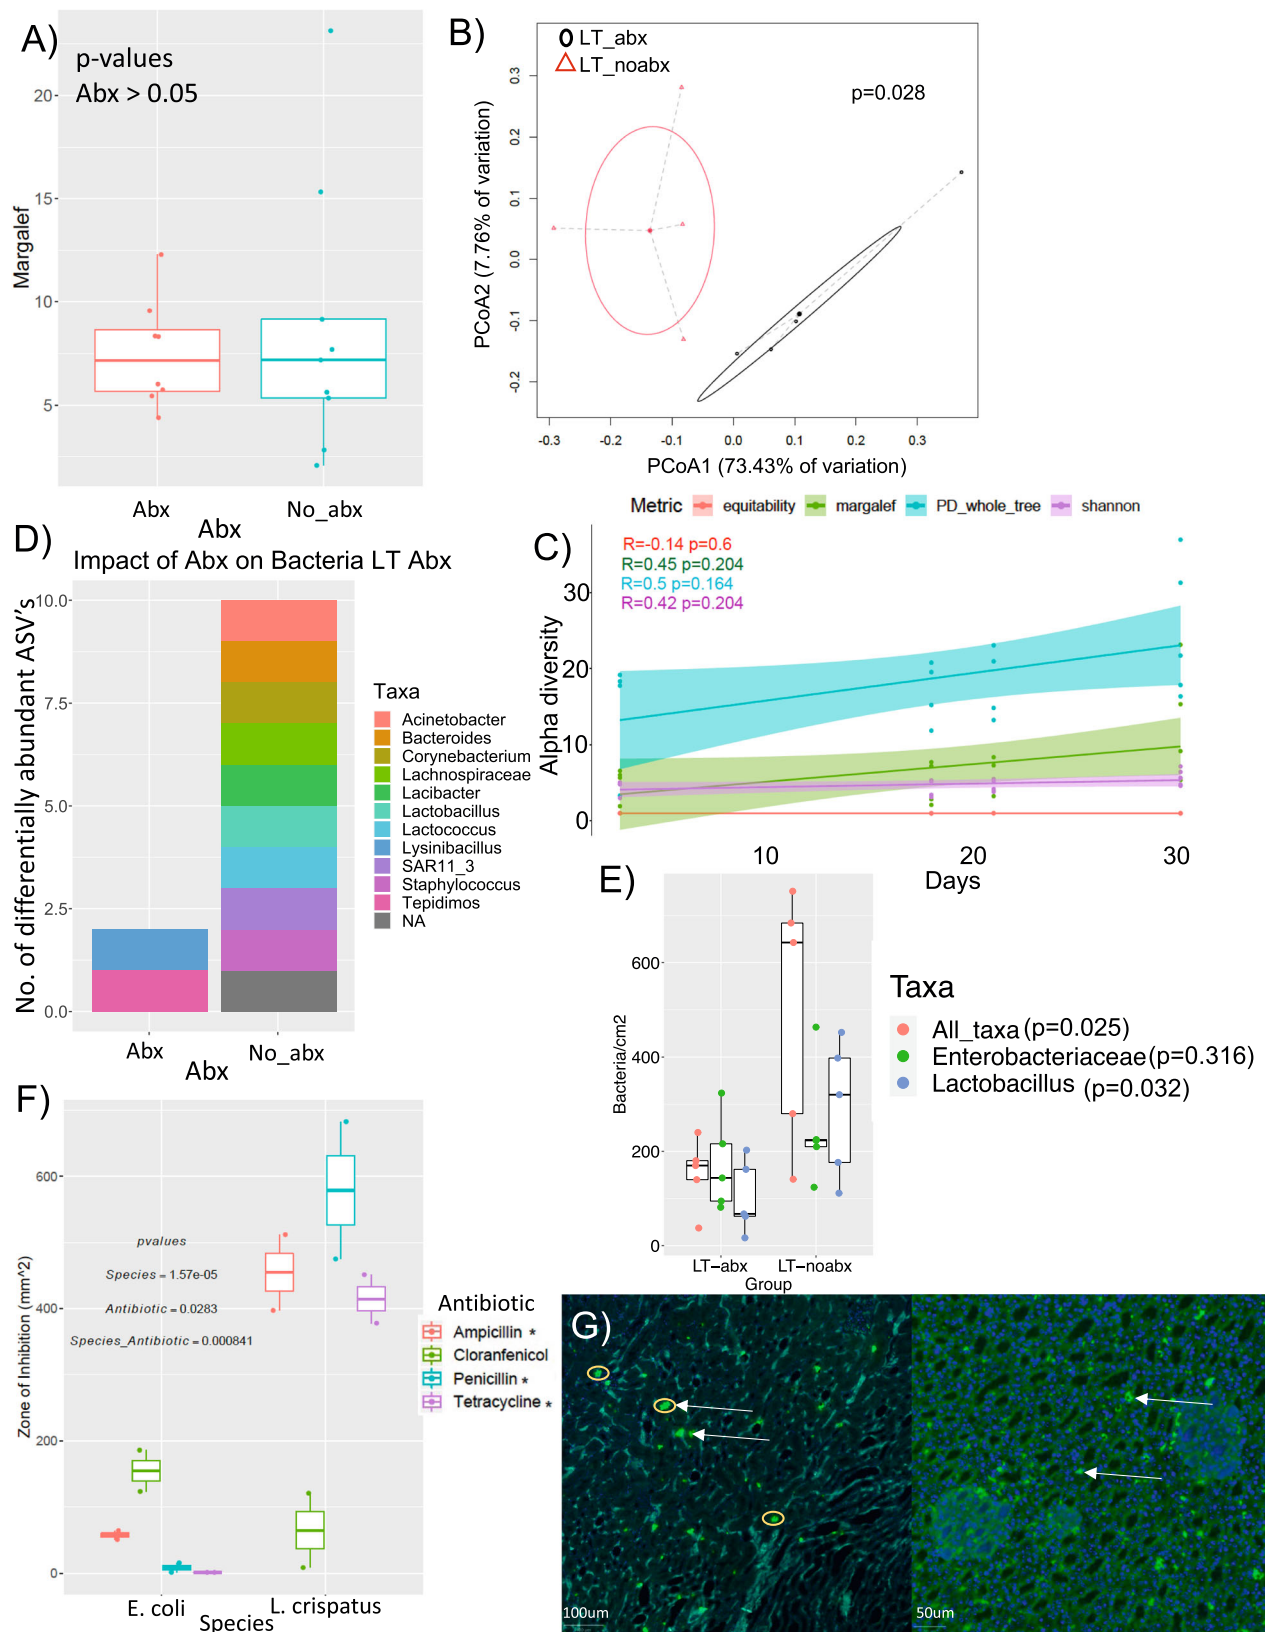 A)
p-values
Abx > 0.05
20
15
10
5
Margalef
Abx
No_abx
Abx
B)
LT_abx
LT_noabx
p=0.028
0.3
0.2
0.1
0.0
-0.1
-0.2
PCoA2 (7.76% of variation)
-0.3
-0.2
-0.1
0.0
0.1
0.2
0.3
PCoA1 (73.43% of variation)
Metric
equitability
margalef
PD_whole_tree
shannon
C)
R=-0.14 p=0.6
R=0.45 p=0.204
R=0.5 p=0.164
R=0.42 p=0.204
30
20
10
0
Alpha diversity
10
20
30
Days
D)
Impact of Abx on Bacteria LT Abx
10.0
7.5
5.0
2.5
0.0
No. of differentially abundant ASV's
Abx
No_abx
Abx
Taxa
Acinetobacter
Bacteroides
Corynebacterium
Lachnospiraceae
Lacibacter
Lactobacillus
Lactococcus
Lysinibacillus
SAR11_3
Staphylococcus
Tepidimos
NA
E)
600
400
200
0
Bacteria/cm2
LT-abx
LT-noabx
Group
Taxa
All_taxa (p=0.025)
Enterobacteriaceae (p=0.316)
Lactobacillus (p=0.032)
F)
600
400
200
0
Zone of Inhibition (mm^2)
pvalues
Species = 1.57e-05
Antibiotic = 0.0283
Species_Antibiotic = 0.000841
E. coli
L. crispatus
Species
Antibiotic
Ampicillin *
Cloranfenicol
Penicillin *
Tetracycline *
G)
100um
50um